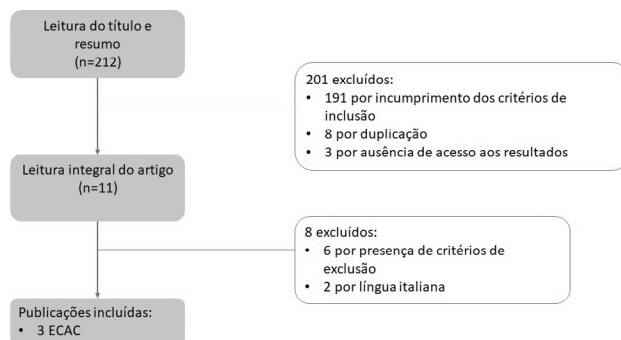 Leitura do título e
resumo
(n=212)
201 excluídos:
• 191 por incumprimento dos critérios de
inclusão
• 8 por duplicação
• 3 por ausência de acesso aos resultados
Leitura integral do artigo
(n=11)
8 excluídos:
• 6 por presença de critérios de
exclusão
• 2 por língua italiana
Publicações incluídas:
• 3 ECAC